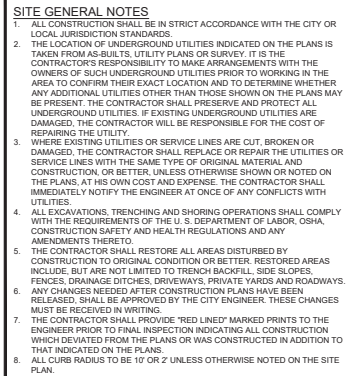 SITE GENERAL NOTES
1. ALL CONSTRUCTION SHALL BE IN STRICT ACCORDANCE WITH THE CITY OR
LOCAL JURISDICTION STANDARDS.
2. THE LOCATION OF UNDERGROUND UTILITIES INDICATED ON THE PLANS IS
TAKEN FROM AS-BUILTS, UTILITY PLANS OR SURVEY. IT IS THE
CONTRACTOR'S RESPONSIBILITY TO MAKE ARRANGEMENTS WITH THE
OWNERS OF SUCH UNDERGROUND UTILITIES PRIOR TO WORKING IN THE
AREA TO CONFIRM THEIR EXACT LOCATION AND TO DETERMINE WHETHER
ANY ADDITIONAL UTILITIES OTHER THAN THOSE SHOWN ON THE PLANS MAY
BE PRESENT. THE CONTRACTOR SHALL PRESERVE AND PROTECT ALL
UNDERGROUND UTILITIES. IF EXISTING UNDERGROUND UTILITIES ARE
DAMAGED, THE CONTRACTOR WILL BE RESPONSIBLE FOR THE COST OF
REPAIRING THE UTILITY.
3. WHERE EXISTING UTILITIES OR SERVICE LINES ARE CUT, BROKEN OR
DAMAGED, THE CONTRACTOR SHALL REPLACE OR REPAIR THE UTILITIES OR
SERVICE LINES WITH THE SAME TYPE OF ORIGINAL MATERIAL AND
CONSTRUCTION, OR BETTER, UNLESS OTHERWISE SHOWN OR NOTED ON
THE PLANS, AT HIS OWN COST AND EXPENSE. THE CONTRACTOR SHALL
IMMEDIATELY NOTIFY THE ENGINEER AT ONCE OF ANY CONFLICTS WITH
UTILITIES.
4. ALL EXCAVATIONS, TRENCHING AND SHORING OPERATIONS SHALL COMPLY
WITH THE REQUIREMENTS OF THE U. S. DEPARTMENT OF LABOR, OSHA,
CONSTRUCTION SAFETY AND HEALTH REGULATIONS AND ANY
AMENDMENTS THERETO.
5. THE CONTRACTOR SHALL RESTORE ALL AREAS DISTURBED BY
CONSTRUCTION TO ORIGINAL CONDITION OR BETTER. RESTORED AREAS
INCLUDE, BUT ARE NOT LIMITED TO TRENCH BACKFILL, SIDE SLOPES,
FENCES, DRAINAGE DITCHES, DRIVEWAYS, PRIVATE YARDS AND ROADWAYS.
6. ANY CHANGES NEEDED AFTER CONSTRUCTION PLANS HAVE BEEN
RELEASED, SHALL BE APPROVED BY THE CITY ENGINEER. THESE CHANGES
MUST BE RECEIVED IN WRITING.
7. THE CONTRACTOR SHALL PROVIDE "RED LINED" MARKED PRINTS TO THE
ENGINEER PRIOR TO FINAL INSPECTION INDICATING ALL CONSTRUCTION
WHICH DEVIATED FROM THE PLANS OR WAS CONSTRUCTED IN ADDITION TO
THAT INDICATED ON THE PLANS.
8. ALL CURB RADIUS TO BE 10' OR 2' UNLESS OTHERWISE NOTED ON THE SITE
PLAN.